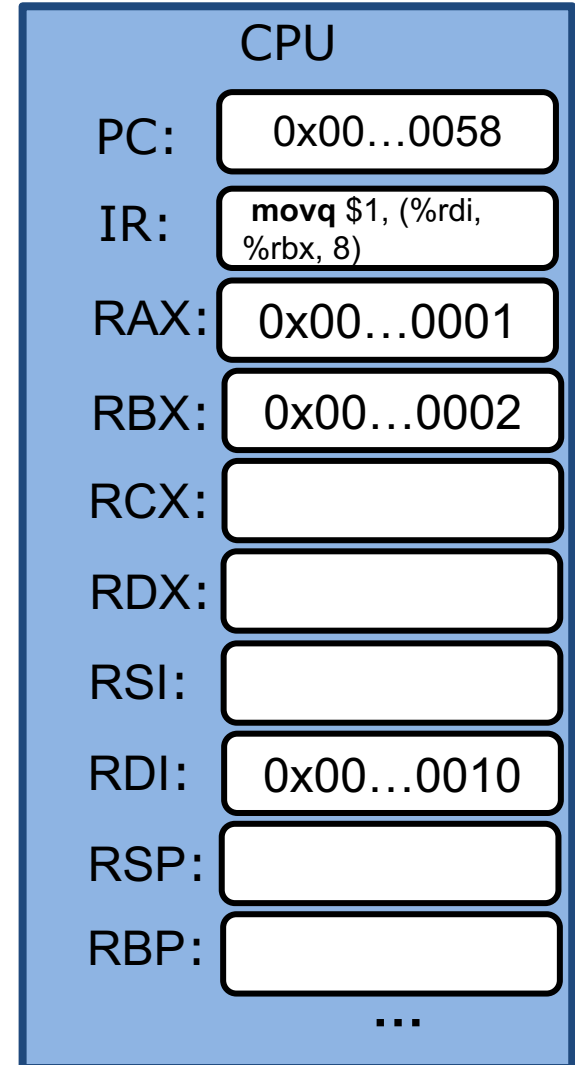 CPU
PC: 0x00...0058
IR: movq $1, (%rdi,
%rbx, 8)
RAX: 0x00...0001
RBX: 0x00...0002
RCX:
RDX:
RSI:
RDI: 0x00...0010
RSP:
RBP:
...